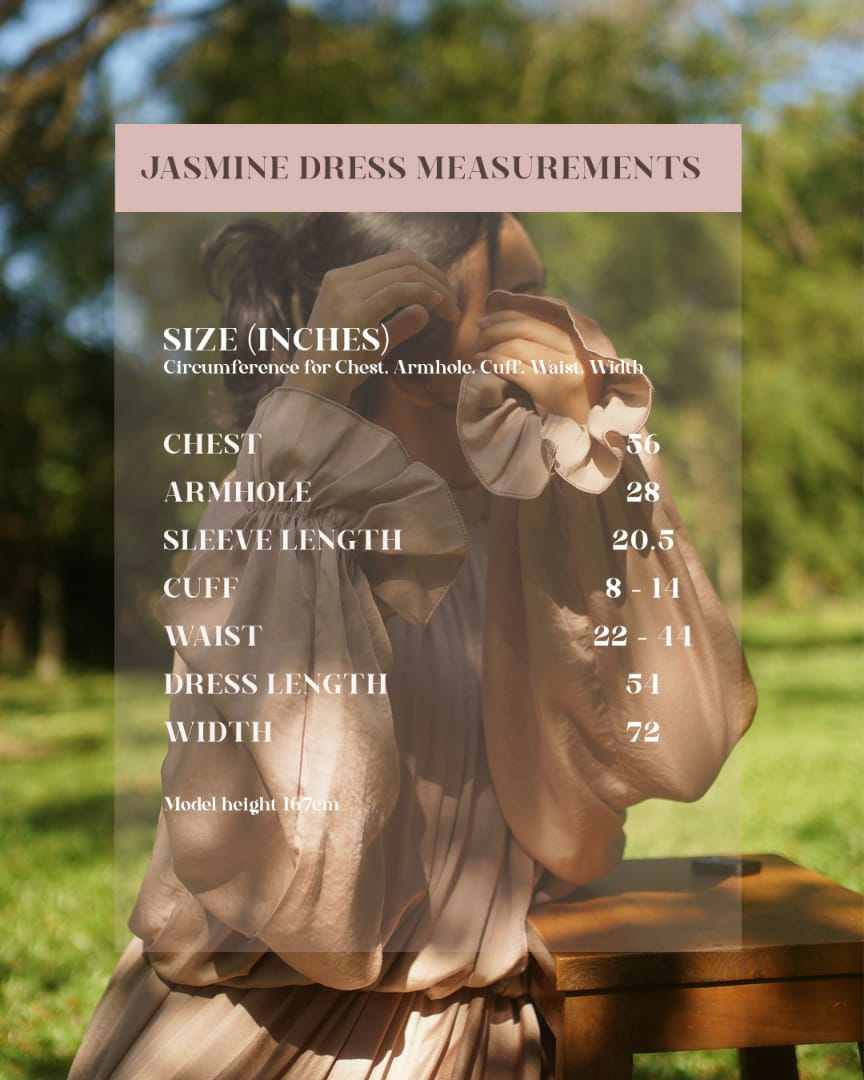 JASMINE DRESS MEASUREMENTS
SIZE (INCHES)
Circumference for Chest, Armhole, Cuff, Waist, Width
CHEST 56
ARMHOLE 28
SLEEVE LENGTH 20.5
CUFF 8 - 14
WAIST 22 - 44
DRESS LENGTH 54
WIDTH 72
Model height 167cm